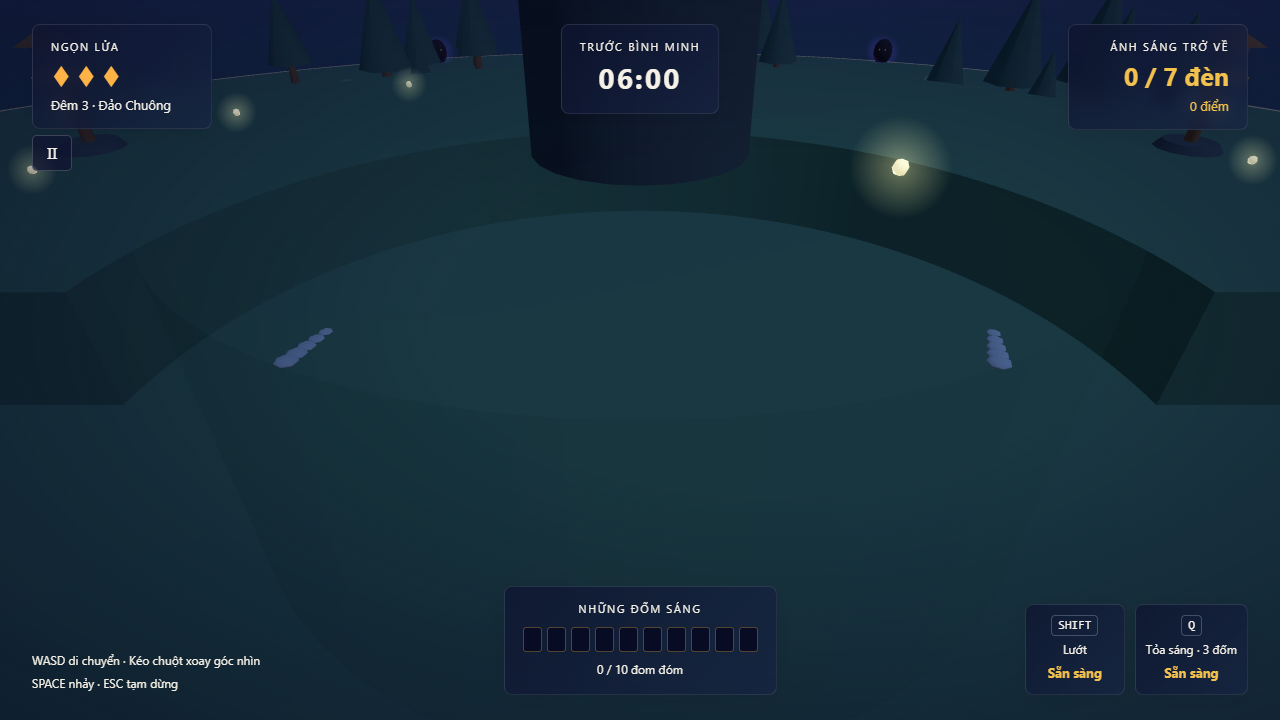 NGỌN LỬA
Đêm 3 · Đảo Chuông
II
TRƯỚC BÌNH MINH
06:00
ÁNH SÁNG TRỞ VỀ
0 / 7 đèn
0 điểm
NHỮNG ĐỐM SÁNG
0 / 10 đom đóm
WASD di chuyển · Kéo chuột xoay góc nhìn
SPACE nhảy · ESC tạm dừng
SHIFT
Lướt
Sẵn sàng
Q
Tỏa sáng · 3 đốm
Sẵn sàng